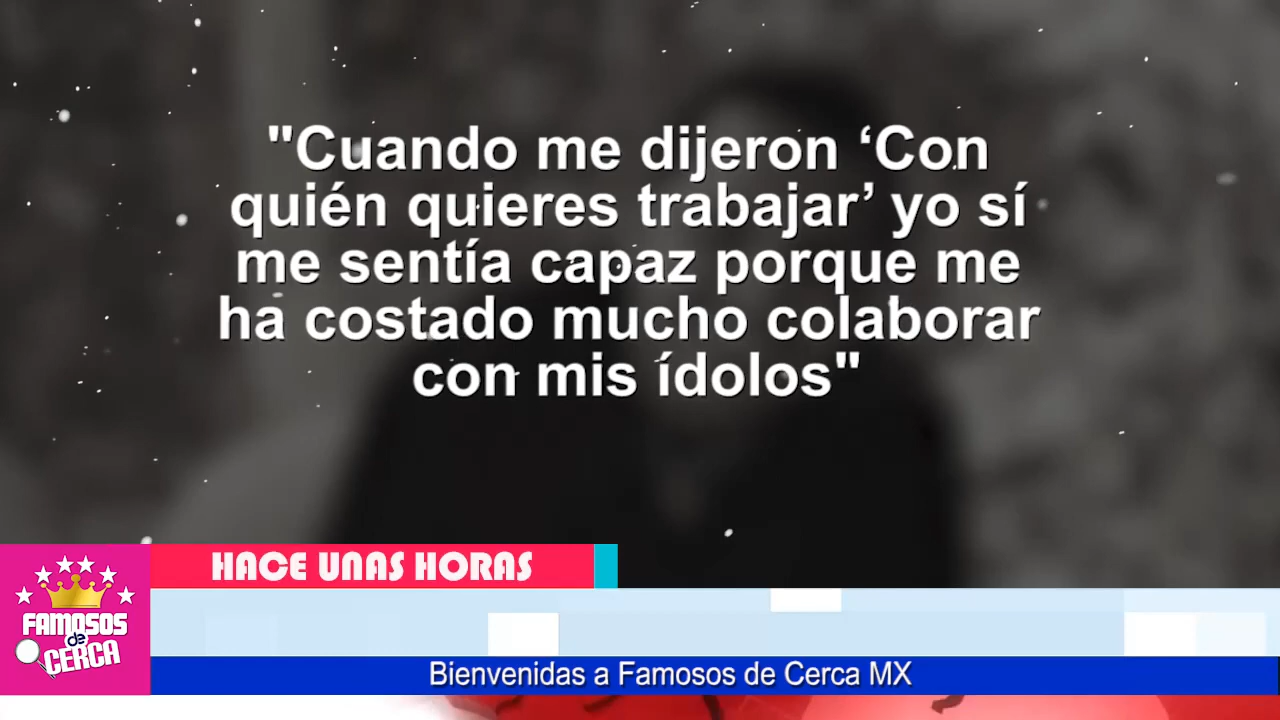 "Cuando me dijeron ‘Con
quién quieres trabajar’ yo sí
me sentía capaz porque me
ha costado mucho colaborar
con mis ídolos"
HACE UNAS HORAS
FAMOSOS
de
CERCA
Bienvenidas a Famosos de Cerca MX